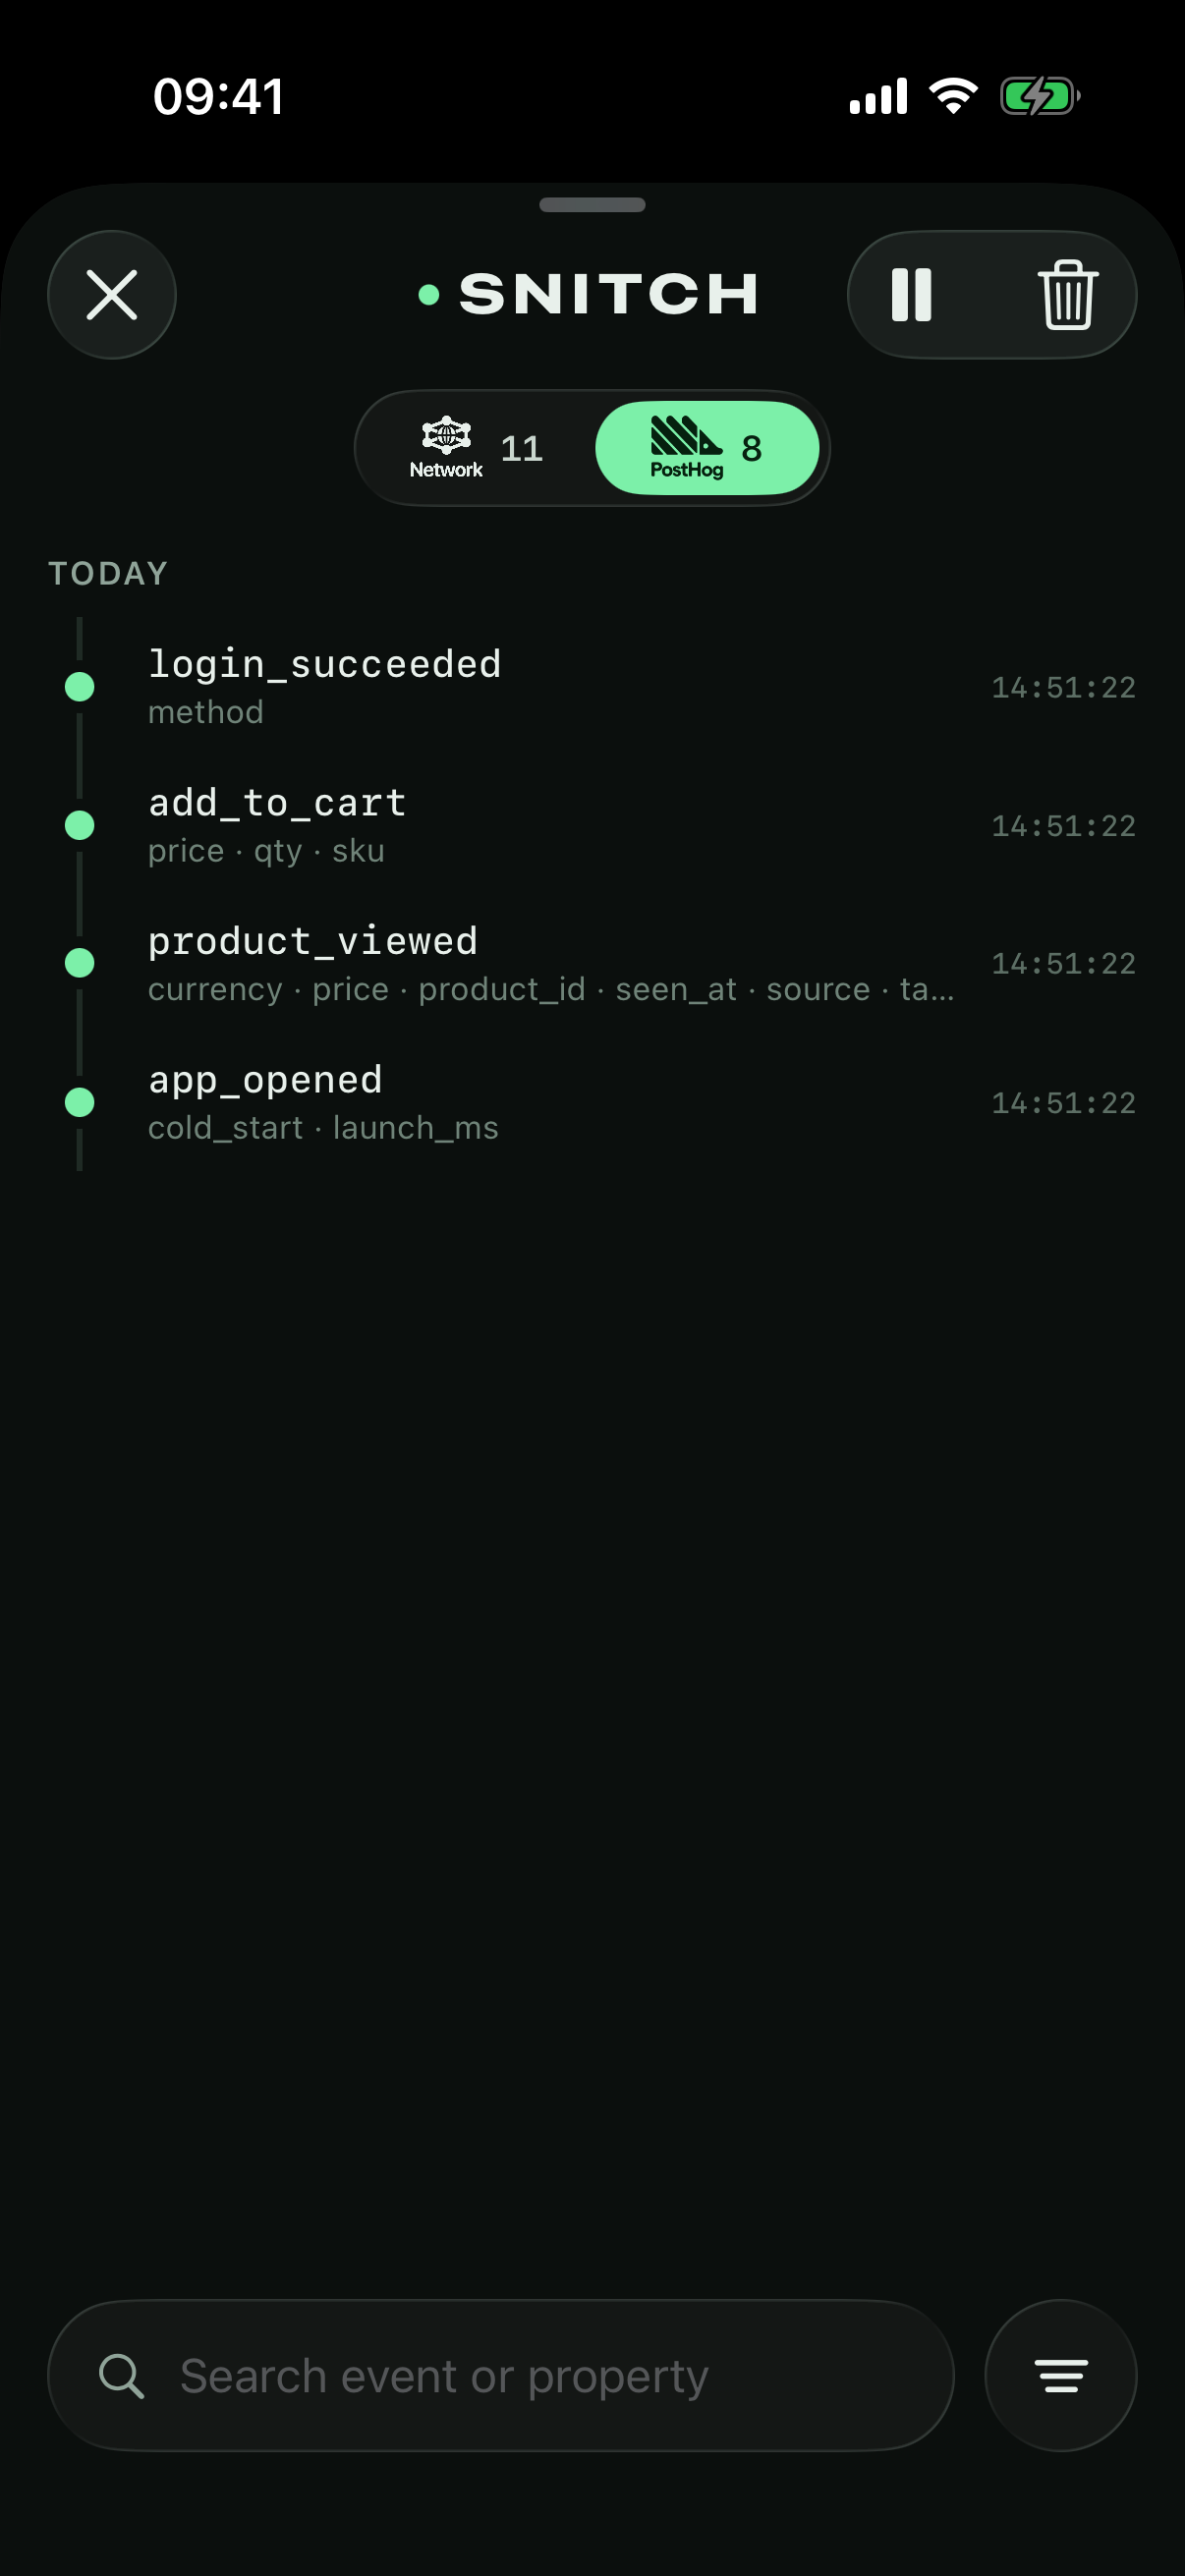 09:41
SNITCH
Network 11
PostHog 8
TODAY
login_succeeded
method
14:51:22
add_to_cart
price · qty · sku
14:51:22
product_viewed
currency · price · product_id · seen_at · source · ta...
14:51:22
app_opened
cold_start · launch_ms
14:51:22
Search event or property